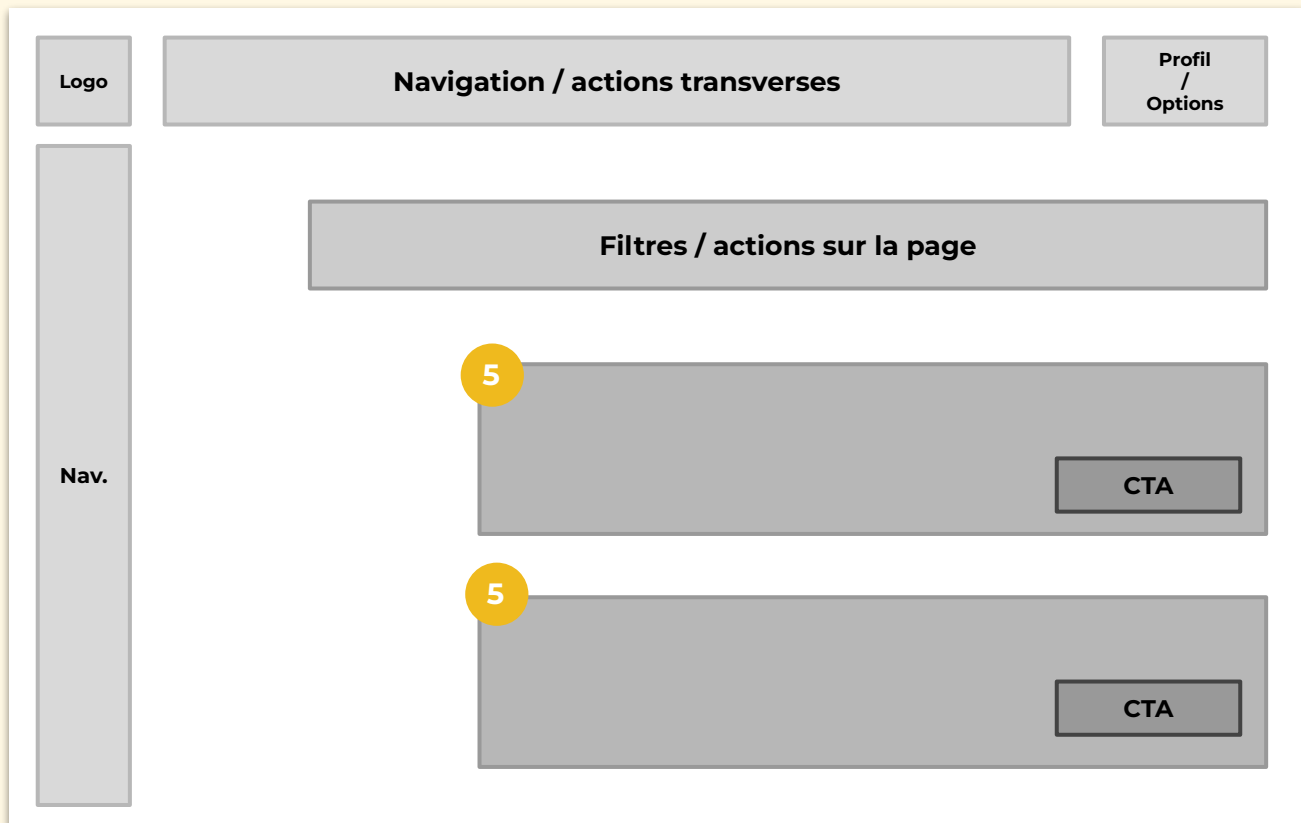 Logo
Navigation / actions transverses
Profil
/
Options
Filtres / actions sur la page
Nav.
5
CTA
5
CTA